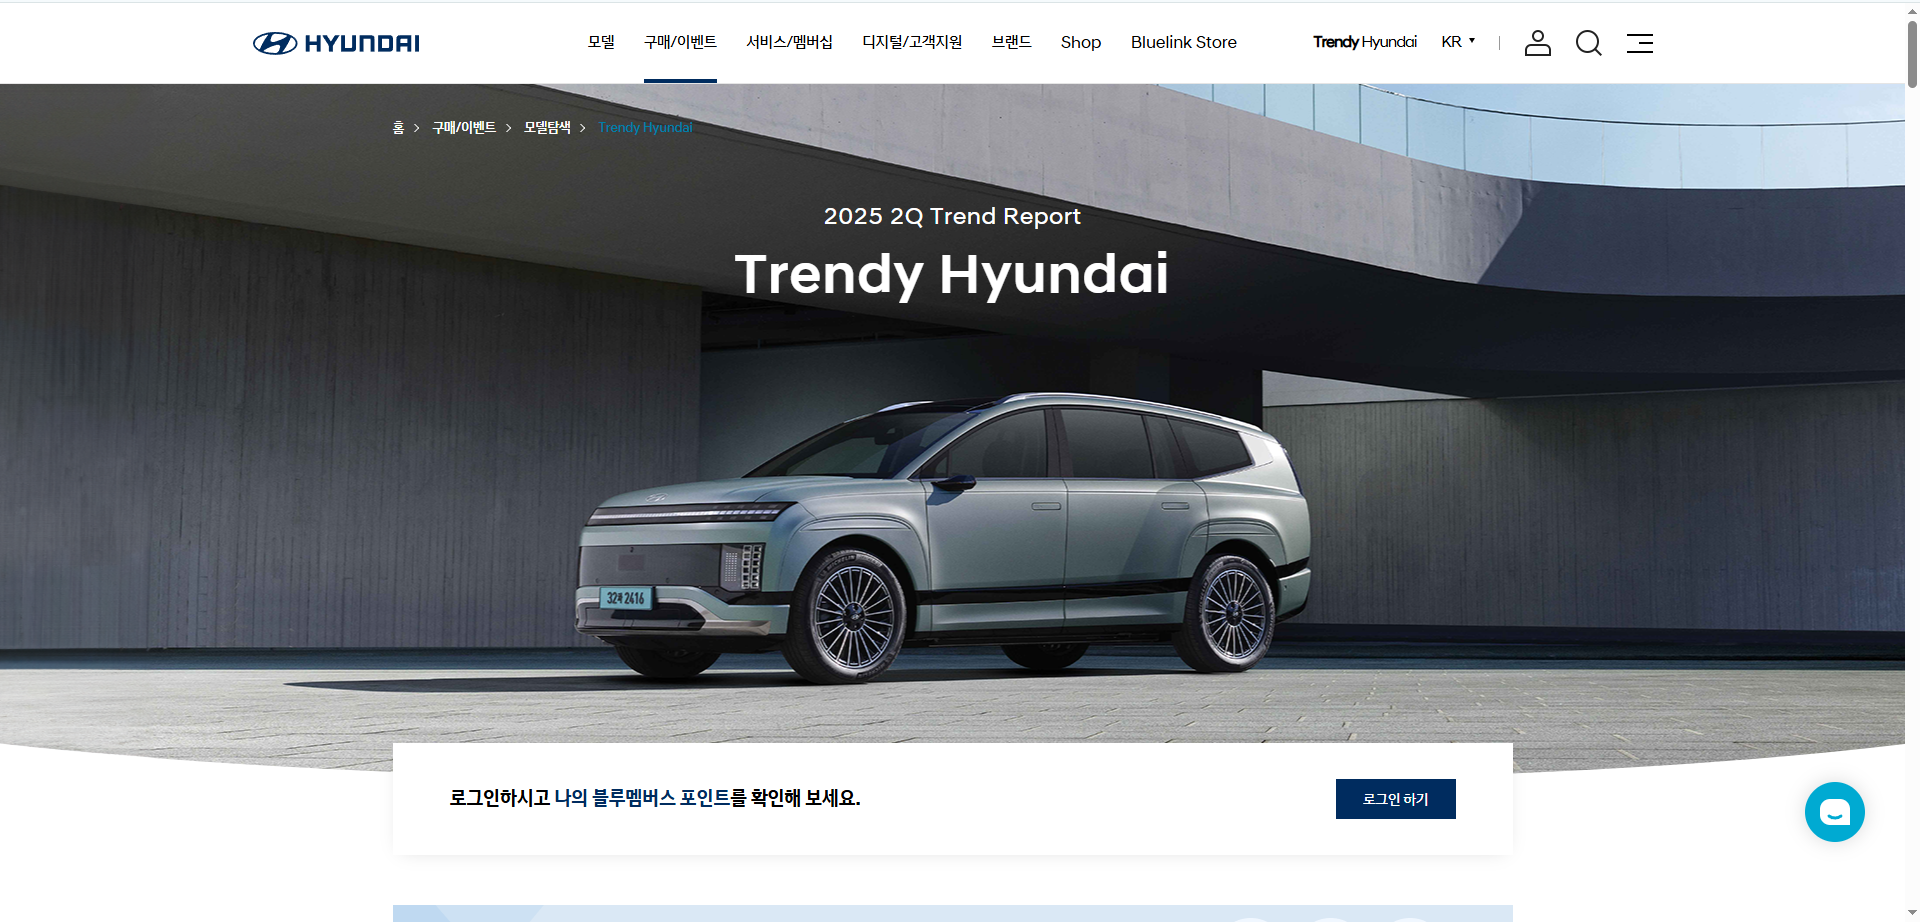 HYUNDAI
모델 구매/이벤트 서비스/멤버십 디지털/고객지원 브랜드 Shop Bluelink Store Trendy Hyundai KR
홈 > 구매/이벤트 > 모델탐색 > Trendy Hyundai
2025 2Q Trend Report
Trendy Hyundai
로그인하시고 나의 블루멤버스 포인트를 확인해 보세요.
로그인 하기